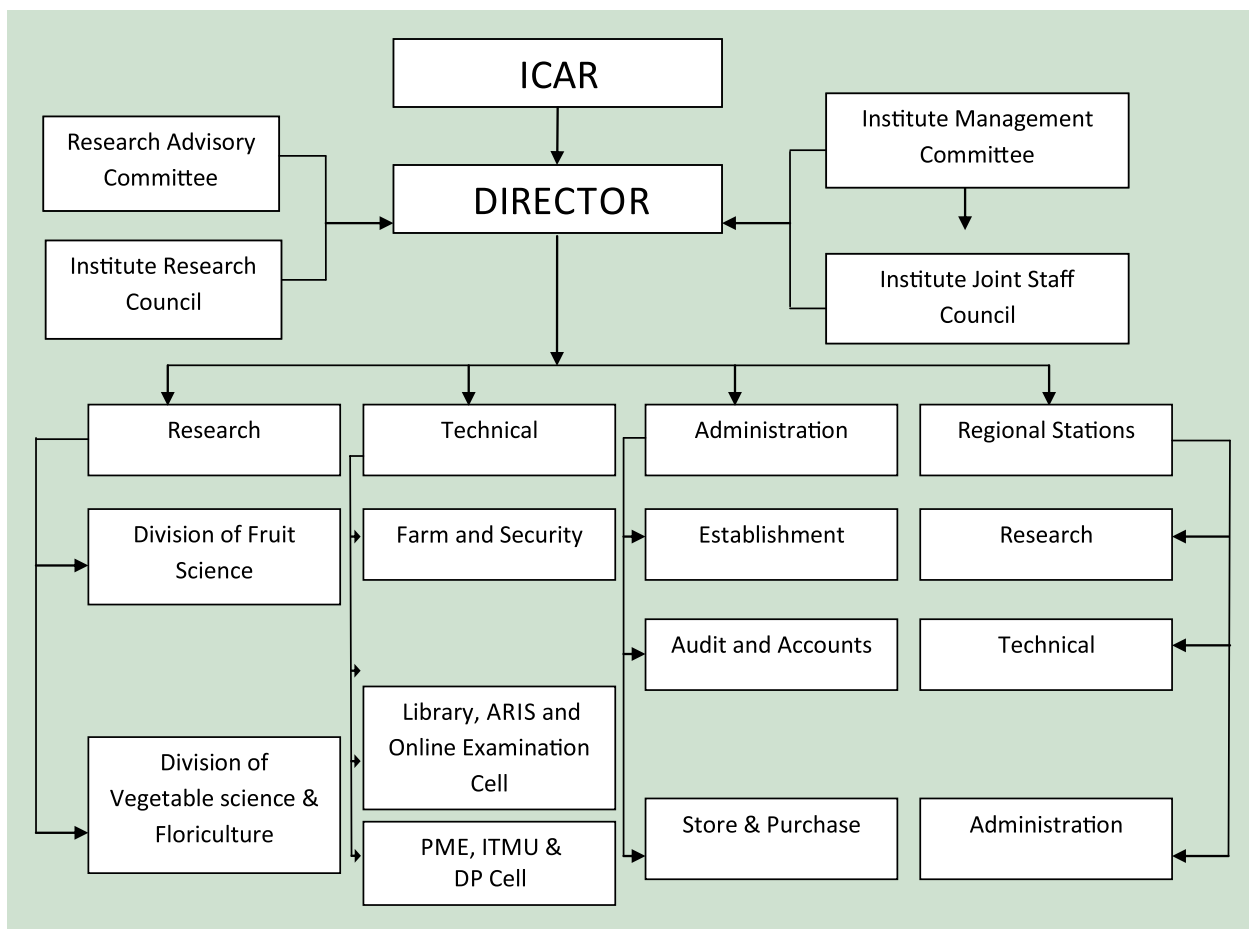 ICAR
Research Advisory
Committee
Institute Management
Committee
DIRECTOR
Institute Research
Council
Institute Joint Staff
Council
Research
Technical
Administration
Regional Stations
Division of Fruit
Science
Farm and Security
Establishment
Research
Audit and Accounts
Technical
Division of
Vegetable science &
Floriculture
Library, ARIS and
Online Examination
Cell
PME, ITMU &
DP Cell
Store & Purchase
Administration